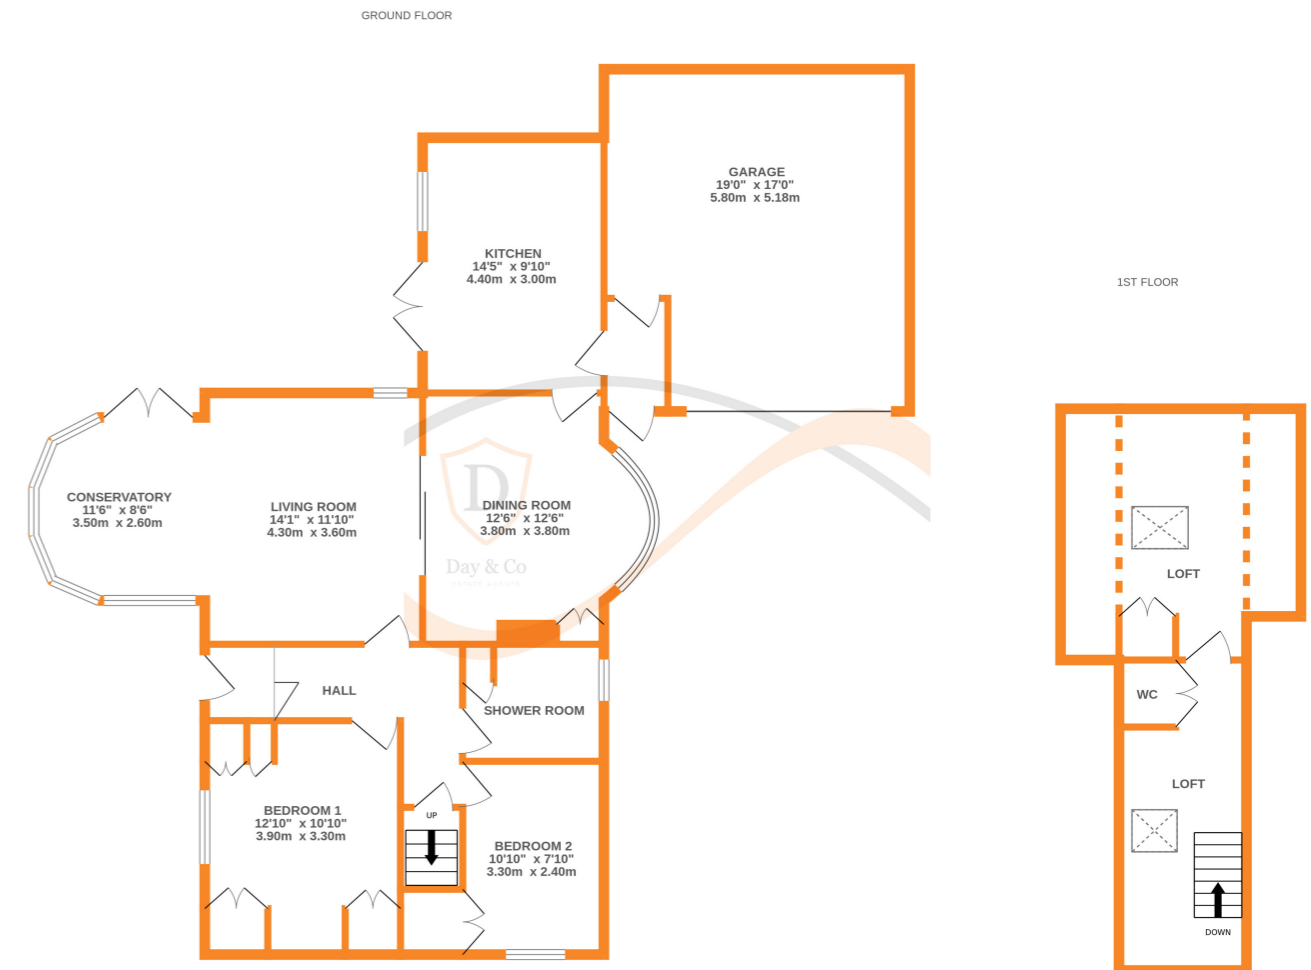 GROUND FLOOR
GARAGE
19'0" x 17'0"
5.80m x 5.18m
KITCHEN
14'5" x 9'10"
4.40m x 3.00m
1ST FLOOR
CONSERVATORY
11'6" x 8'6"
3.50m x 2.60m
LIVING ROOM
14'1" x 11'10"
4.30m x 3.60m
D
DINING ROOM
12'6" x 12'6"
3.80m x 3.80m
Day & Co
ESTATE AGENTS
LOFT
HALL
SHOWER ROOM
WC
LOFT
BEDROOM 1
12'10" x 10'10"
3.90m x 3.30m
UP
BEDROOM 2
10'10" x 7'10"
3.30m x 2.40m
DOWN